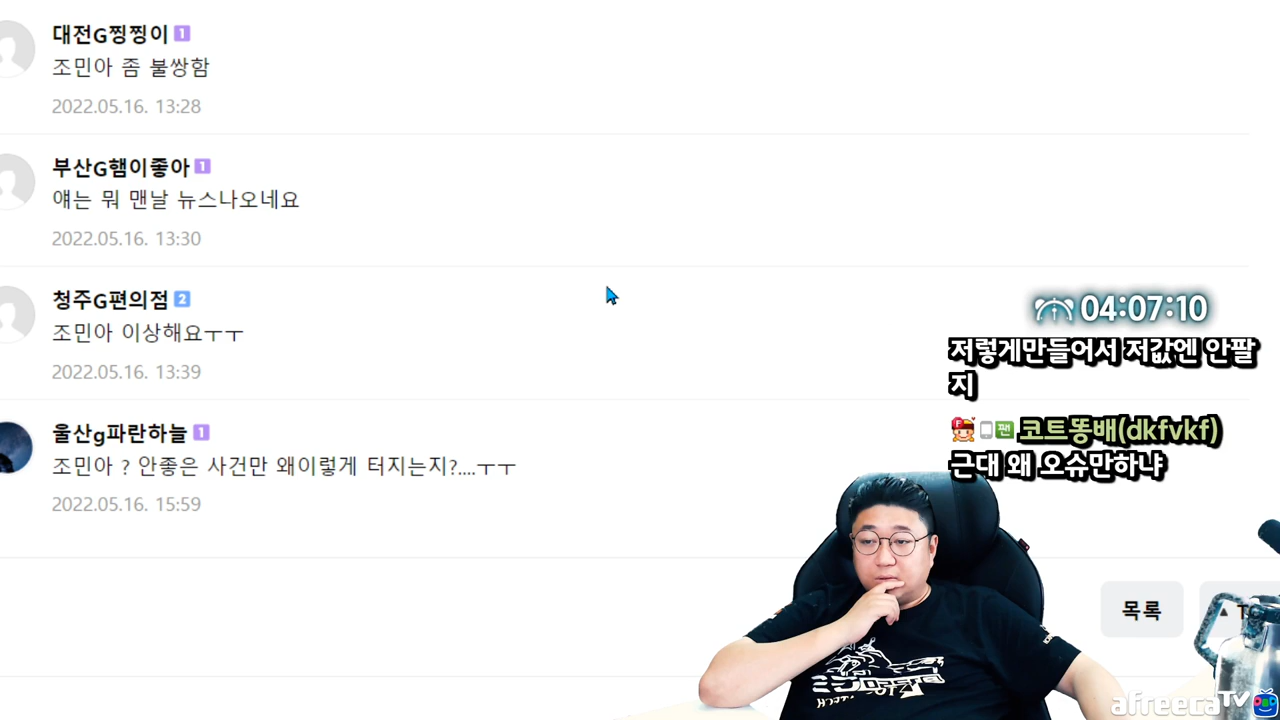 대전G찡찡이 1
조민아 좀 불쌍함
2022.05.16. 13:28
부산G햄이좋아 1
얘는 뭐 맨날 뉴스나오네요
2022.05.16. 13:30
청주G편의점 2
조민아 이상해요ㅜㅜ
2022.05.16. 13:39
울산g파란하늘 1
조민아 ? 안좋은 사건만 왜이렇게 터지는지?....ㅜㅜ
2022.05.16. 15:59
04:07:10
저렇게만들어서 저값엔 안팔
지
F 팬 코트똥배(dkfvkf)
근대 왜 오슈만하냐
목록
afreecaTV